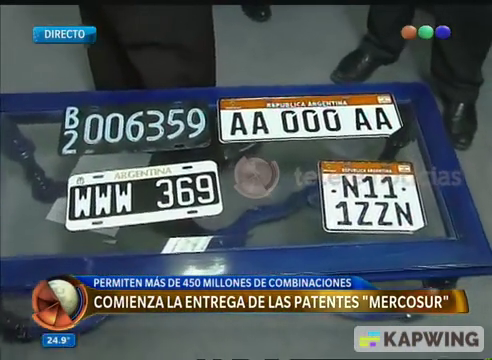 DIRECTO
B2 006359
REPUBLICA ARGENTINA
AA 000 AA
ARGENTINA
WWW 369
REPUBLICA ARGENTINA
N11
1ZZN
PERMITEN MÁS DE 450 MILLONES DE COMBINACIONES
COMIENZA LA ENTREGA DE LAS PATENTES "MERCOSUR"
24.9°
KAPWING